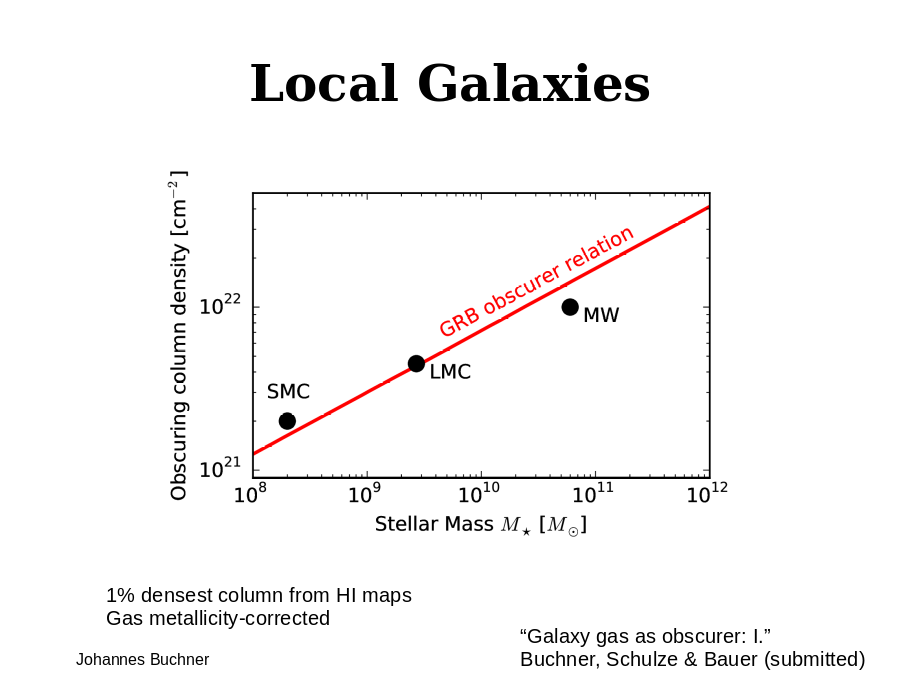 Local Galaxies
Obscuring column density [cm⁻²]
10²²
10²¹
GRB obscurer relation
SMC
LMC
MW
10⁸ 10⁹ 10¹⁰ 10¹¹ 10¹²
Stellar Mass M⋆ [M☉]
1% densest column from HI maps
Gas metallicity-corrected
“Galaxy gas as obscurer: I.”
Buchner, Schulze & Bauer (submitted)
Johannes Buchner